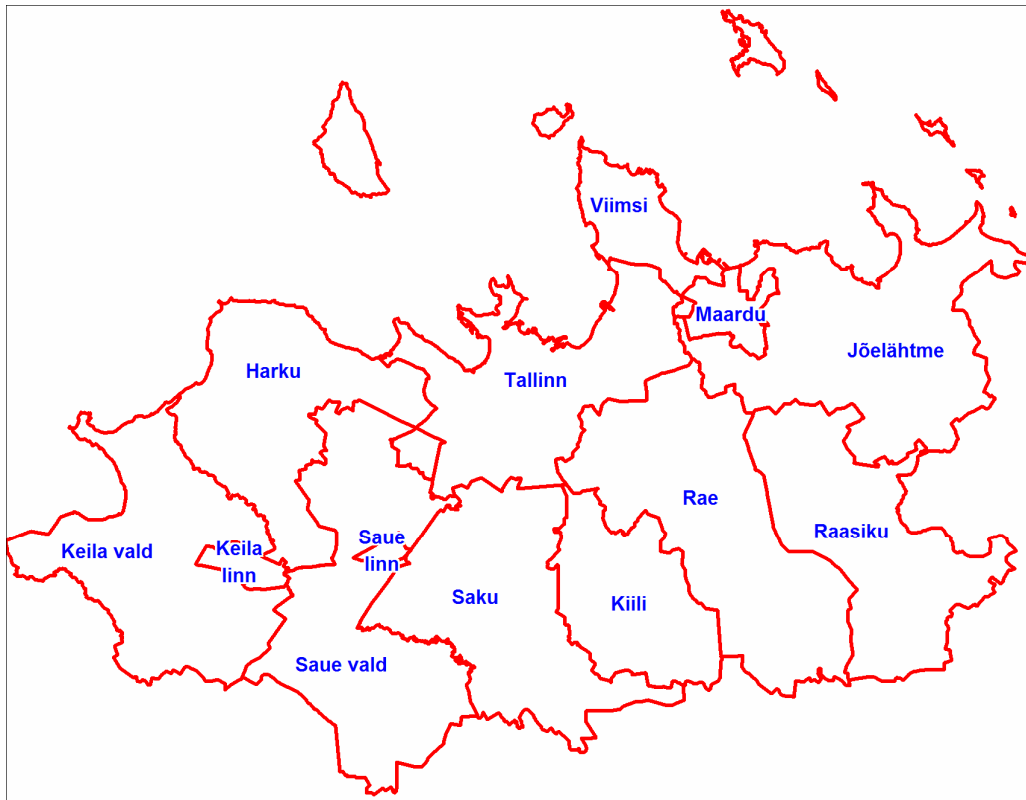 Viimsi
Maardu
Jõelähtme
Harku
Tallinn
Rae
Raasiku
Keila vald
Keila
linn
Saue
linn
Saku
Kiili
Saue vald